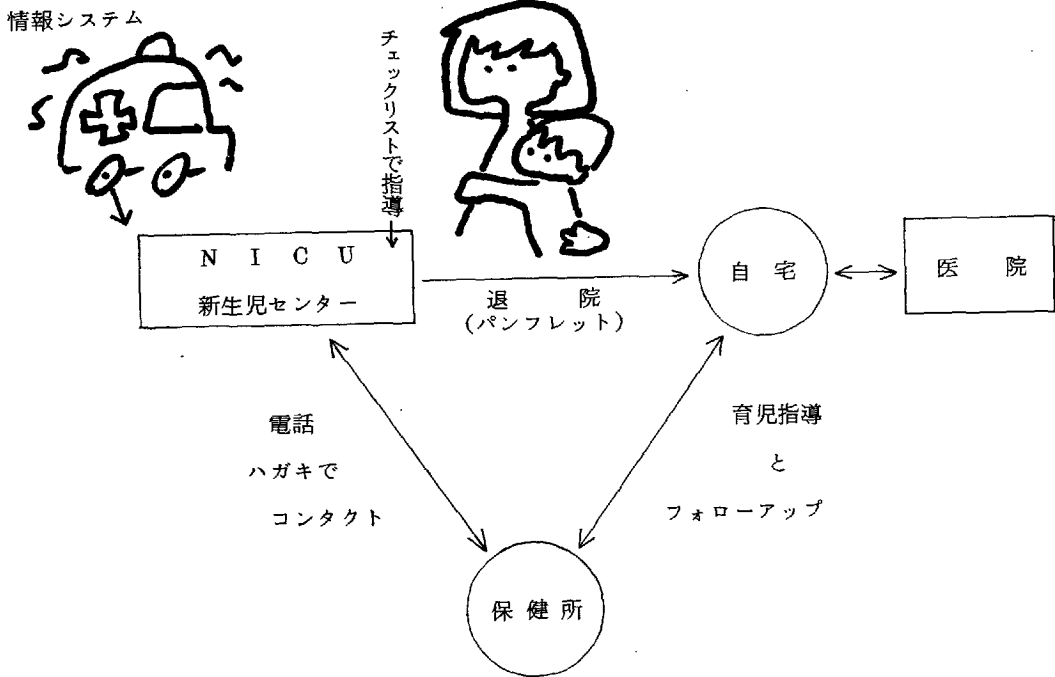 情報システム
チェックリストで指導
NICU
新生児センター
退院
(パンフレット)
自宅
医院
電話
ハガキで
コンタクト
育児指導
と
フォローアップ
保健所